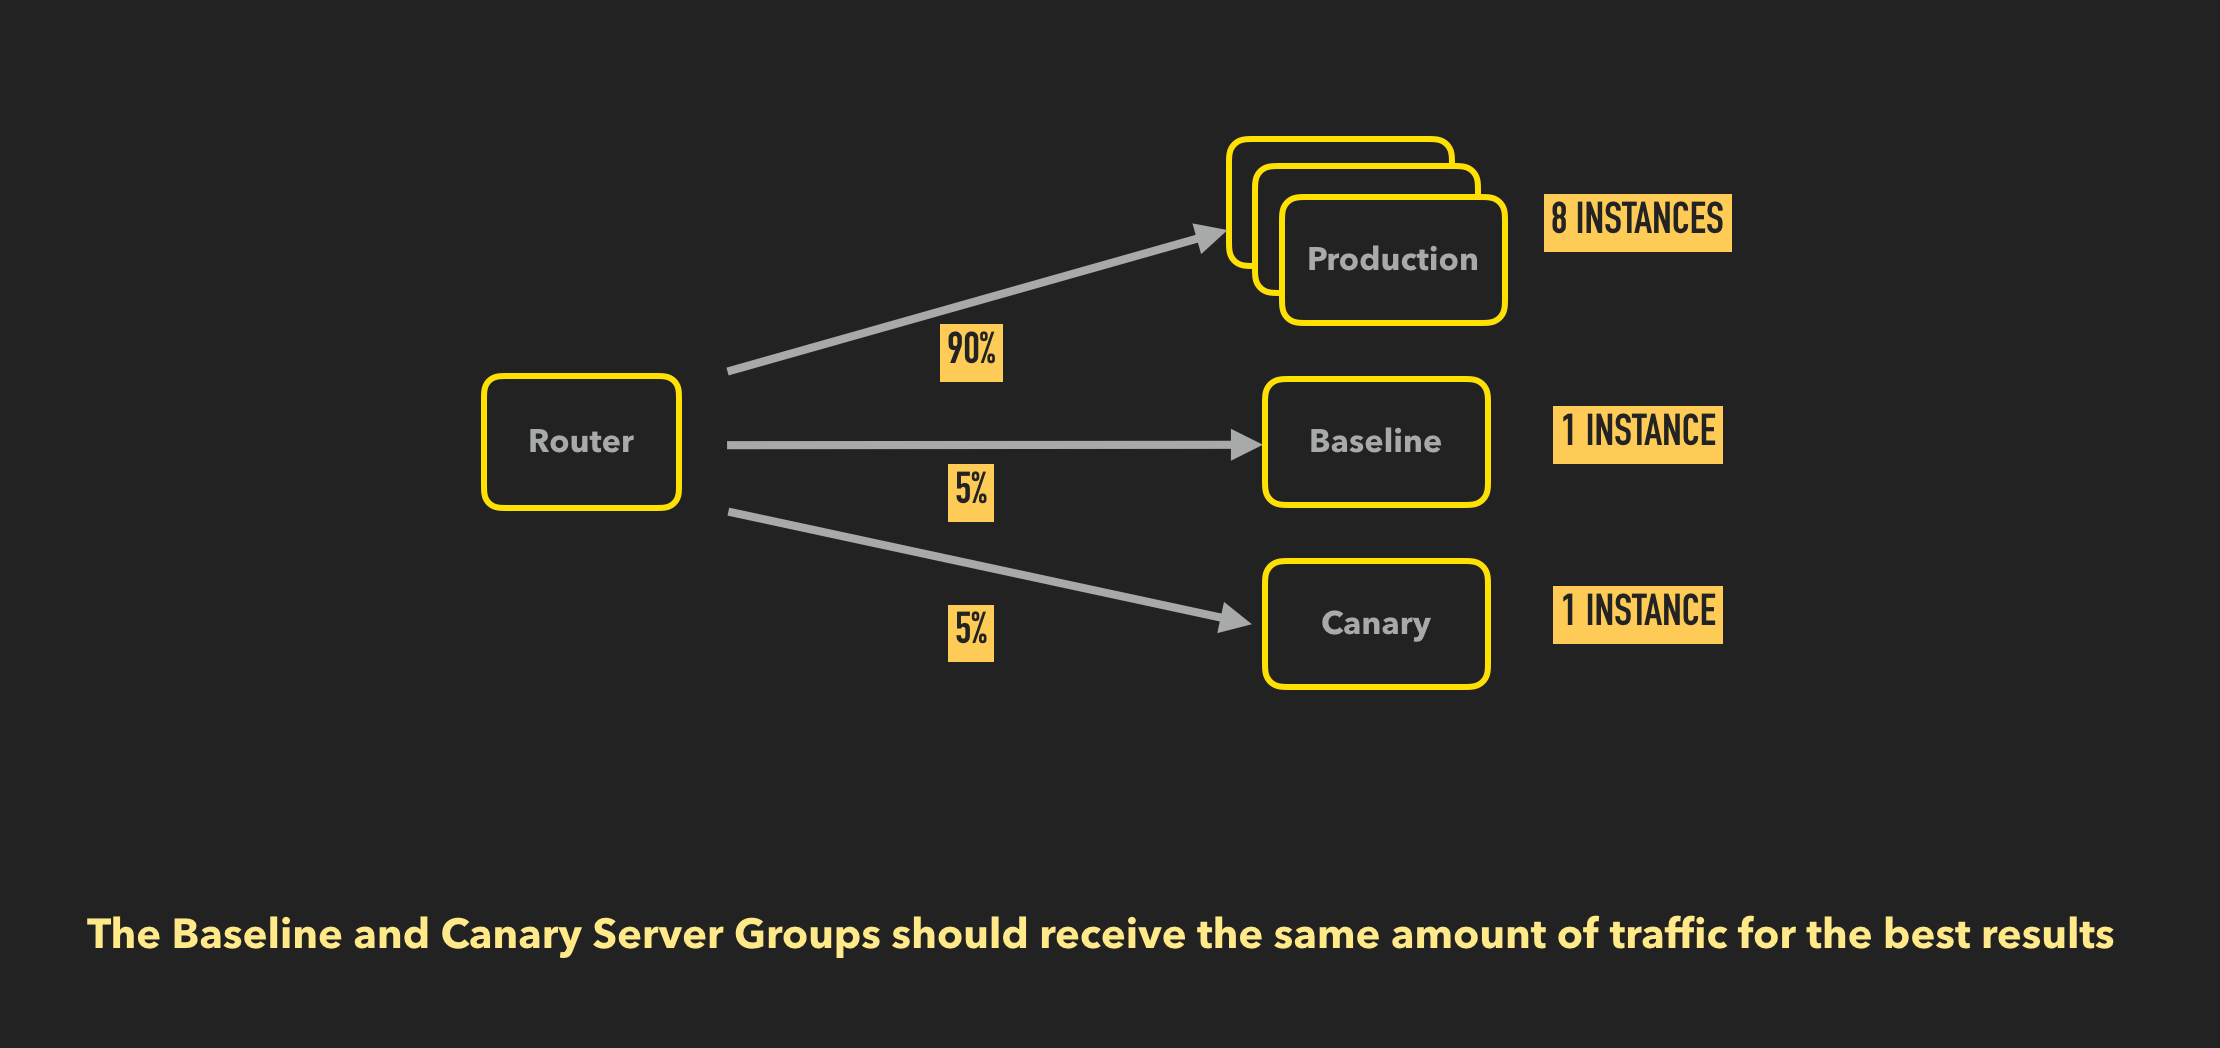 8 INSTANCES
Production
90%
Router
Baseline
1 INSTANCE
5%
Canary
1 INSTANCE
5%
The Baseline and Canary Server Groups should receive the same amount of traffic for the best results